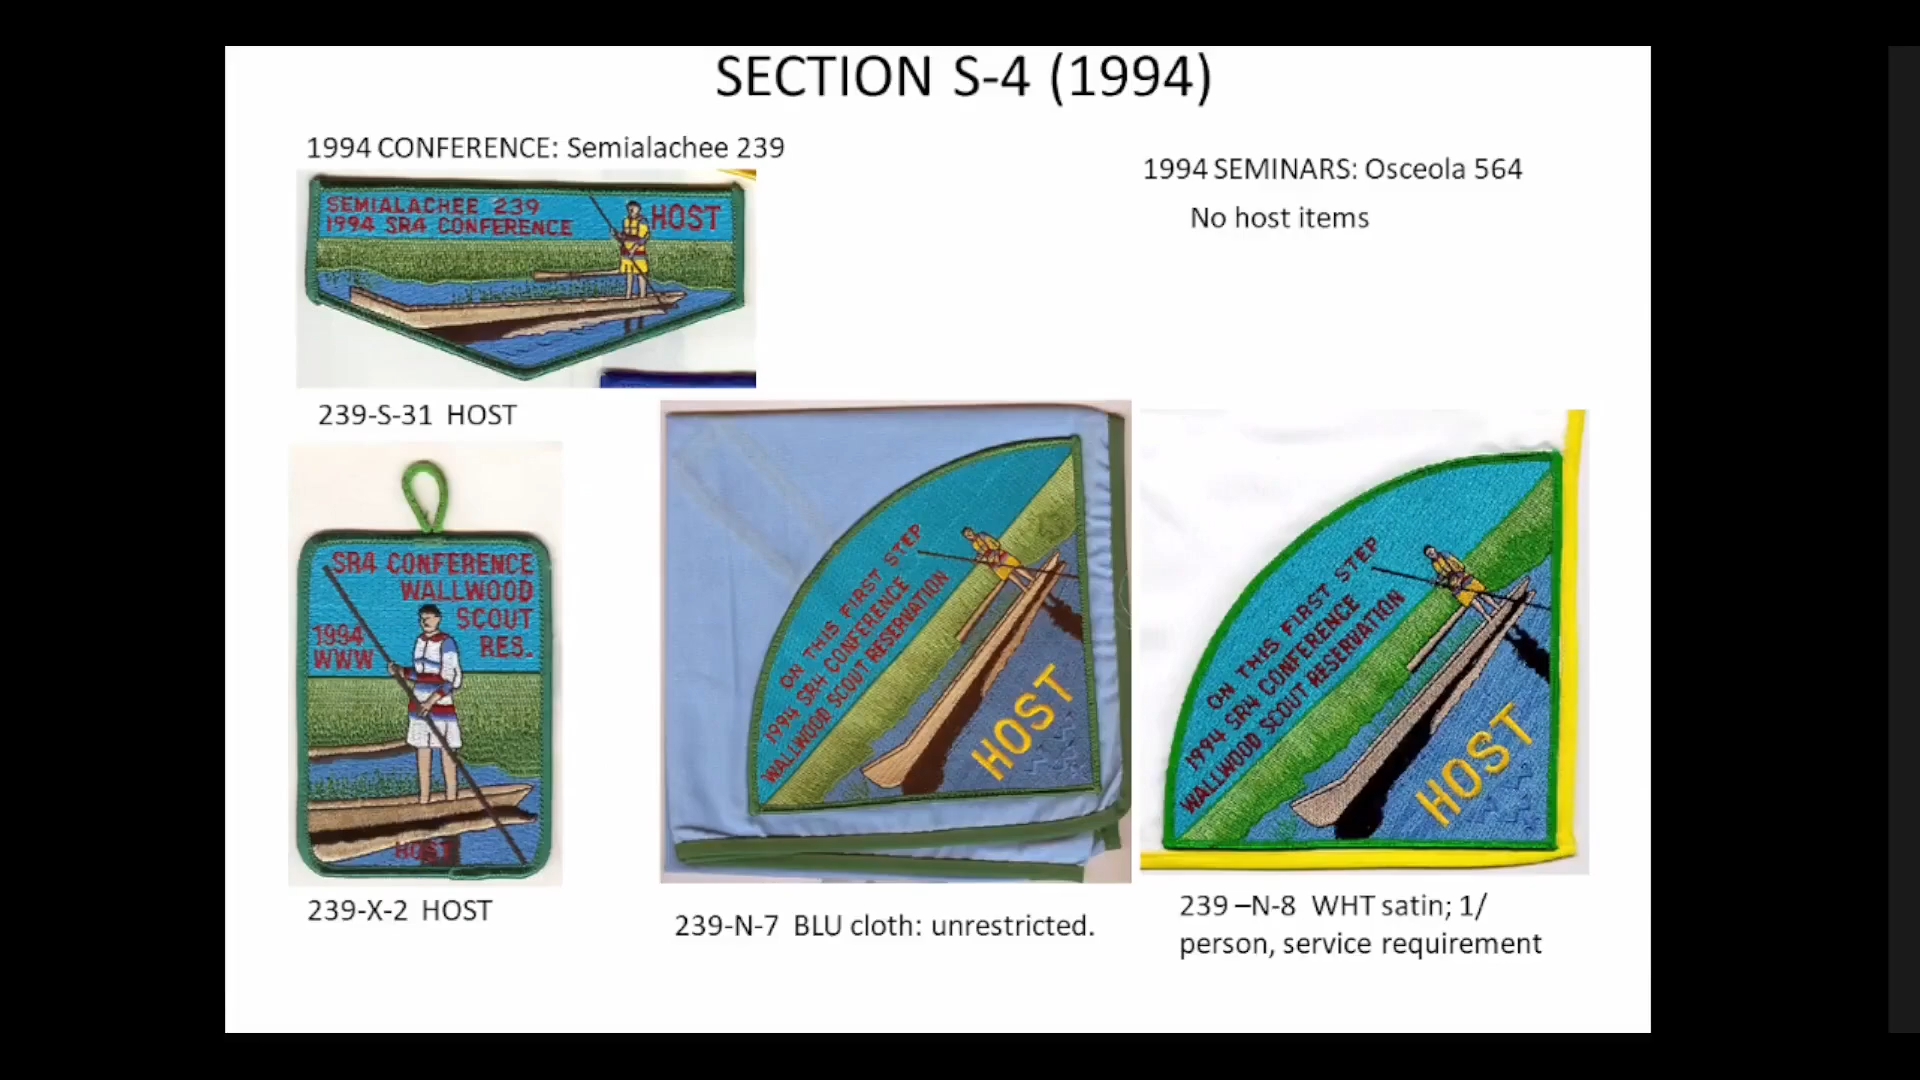 SECTION S-4 (1994)
1994 CONFERENCE: Semialachee 239
1994 SEMINARS: Osceola 564
No host items
SEMIALACHEE 239
1994 SR4 CONFERENCE
HOST
239-S-31 HOST
SR4 CONFERENCE
WALLWOOD
SCOUT
RES.
1994
WWW
HOST
239-X-2 HOST
ON THIS FIRST STEP
1994 SR4 CONFERENCE
WALLWOOD SCOUT RESERVATION
HOST
239-N-7 BLU cloth: unrestricted.
ON THIS FIRST STEP
1994 SR4 CONFERENCE
WALLWOOD SCOUT RESERVATION
HOST
239 –N-8 WHT satin; 1/
person, service requirement